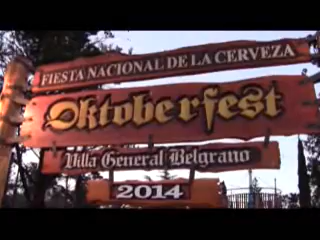 FIESTA NACIONAL DE LA CERVEZA
Oktoberfest
Villa General Belgrano
2014